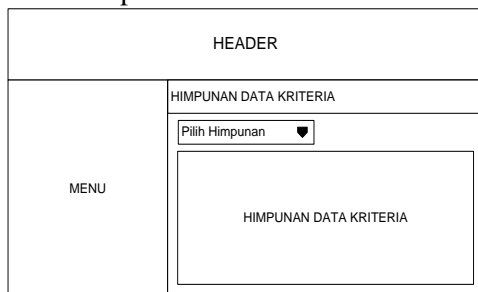 HEADER
HIMPUNAN DATA KRITERIA
Pilih Himpunan
MENU
HIMPUNAN DATA KRITERIA